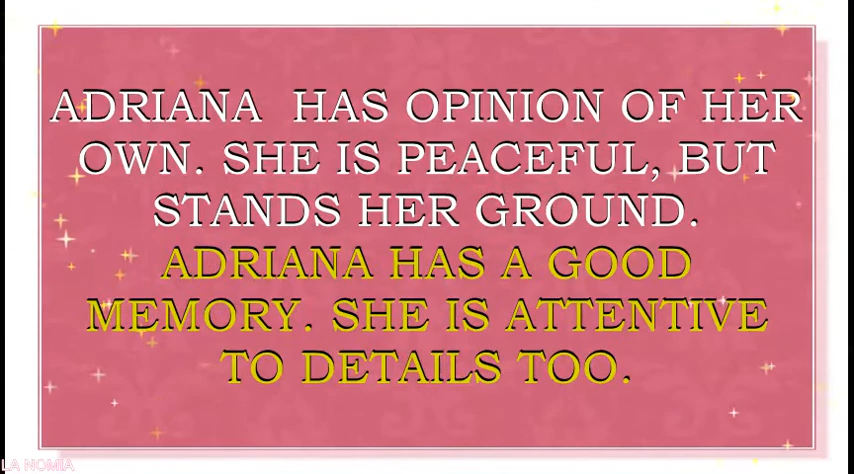 ADRIANA HAS OPINION OF HER
OWN. SHE IS PEACEFUL, BUT
STANDS HER GROUND.
ADRIANA HAS A GOOD
MEMORY. SHE IS ATTENTIVE
TO DETAILS TOO.
LA NOMIA